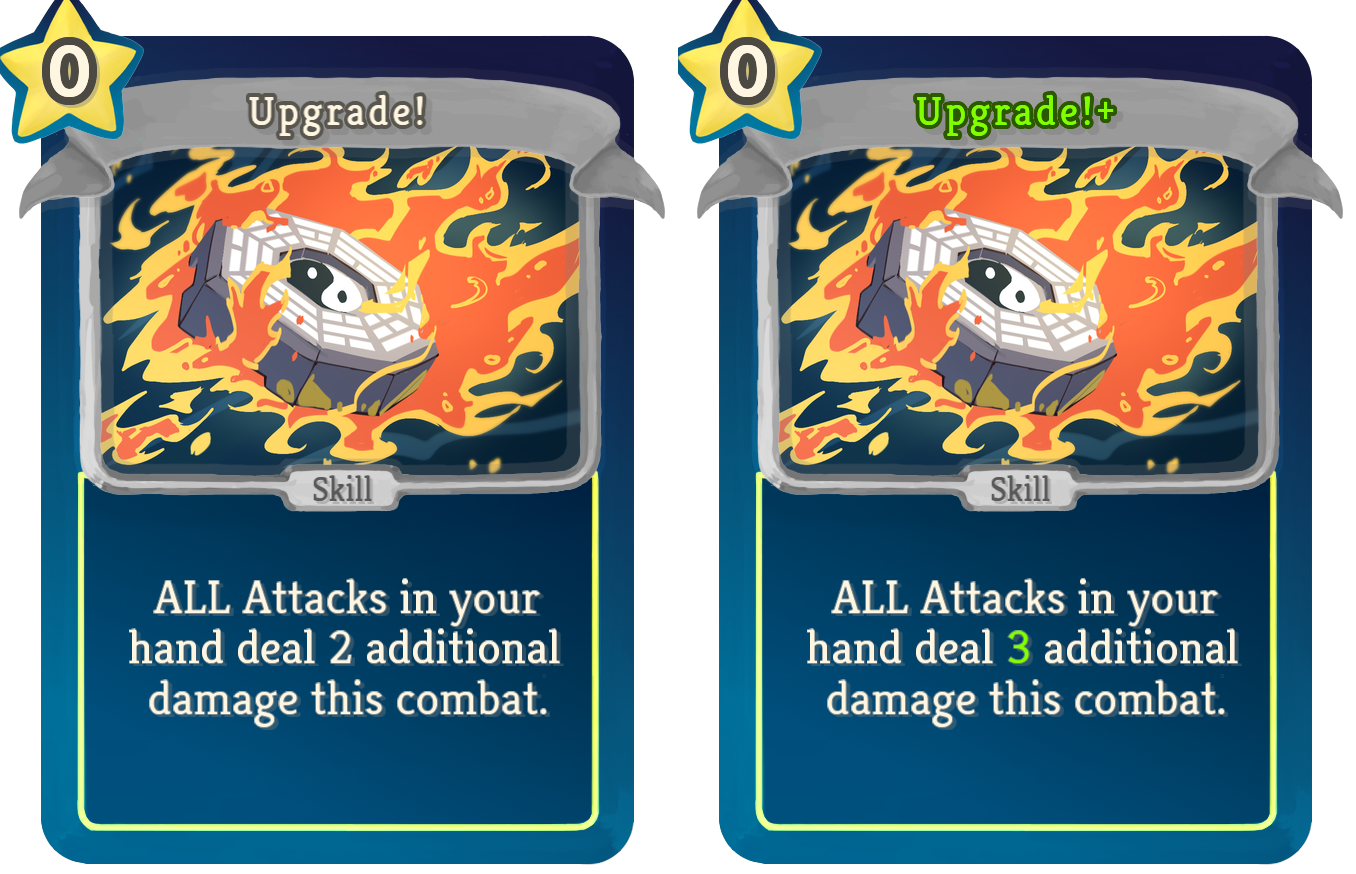 0
Upgrade!
Skill
ALL Attacks in your
hand deal 2 additional
damage this combat.
0
Upgrade!+
Skill
ALL Attacks in your
hand deal 3 additional
damage this combat.